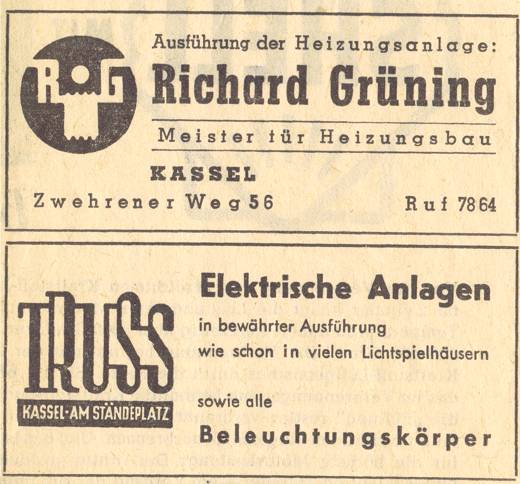 Ausführung der Heizungsanlage:
RG
Richard Grüning
Meister für Heizungsbau
KASSEL
Zwehrener Weg 56 Ruf 7864
TRUSS
KASSEL-AM STÄNDEPLATZ
Elektrische Anlagen
in bewährter Ausführung
wie schon in vielen Lichtspielhäusern
sowie alle
Beleuchtungskörper